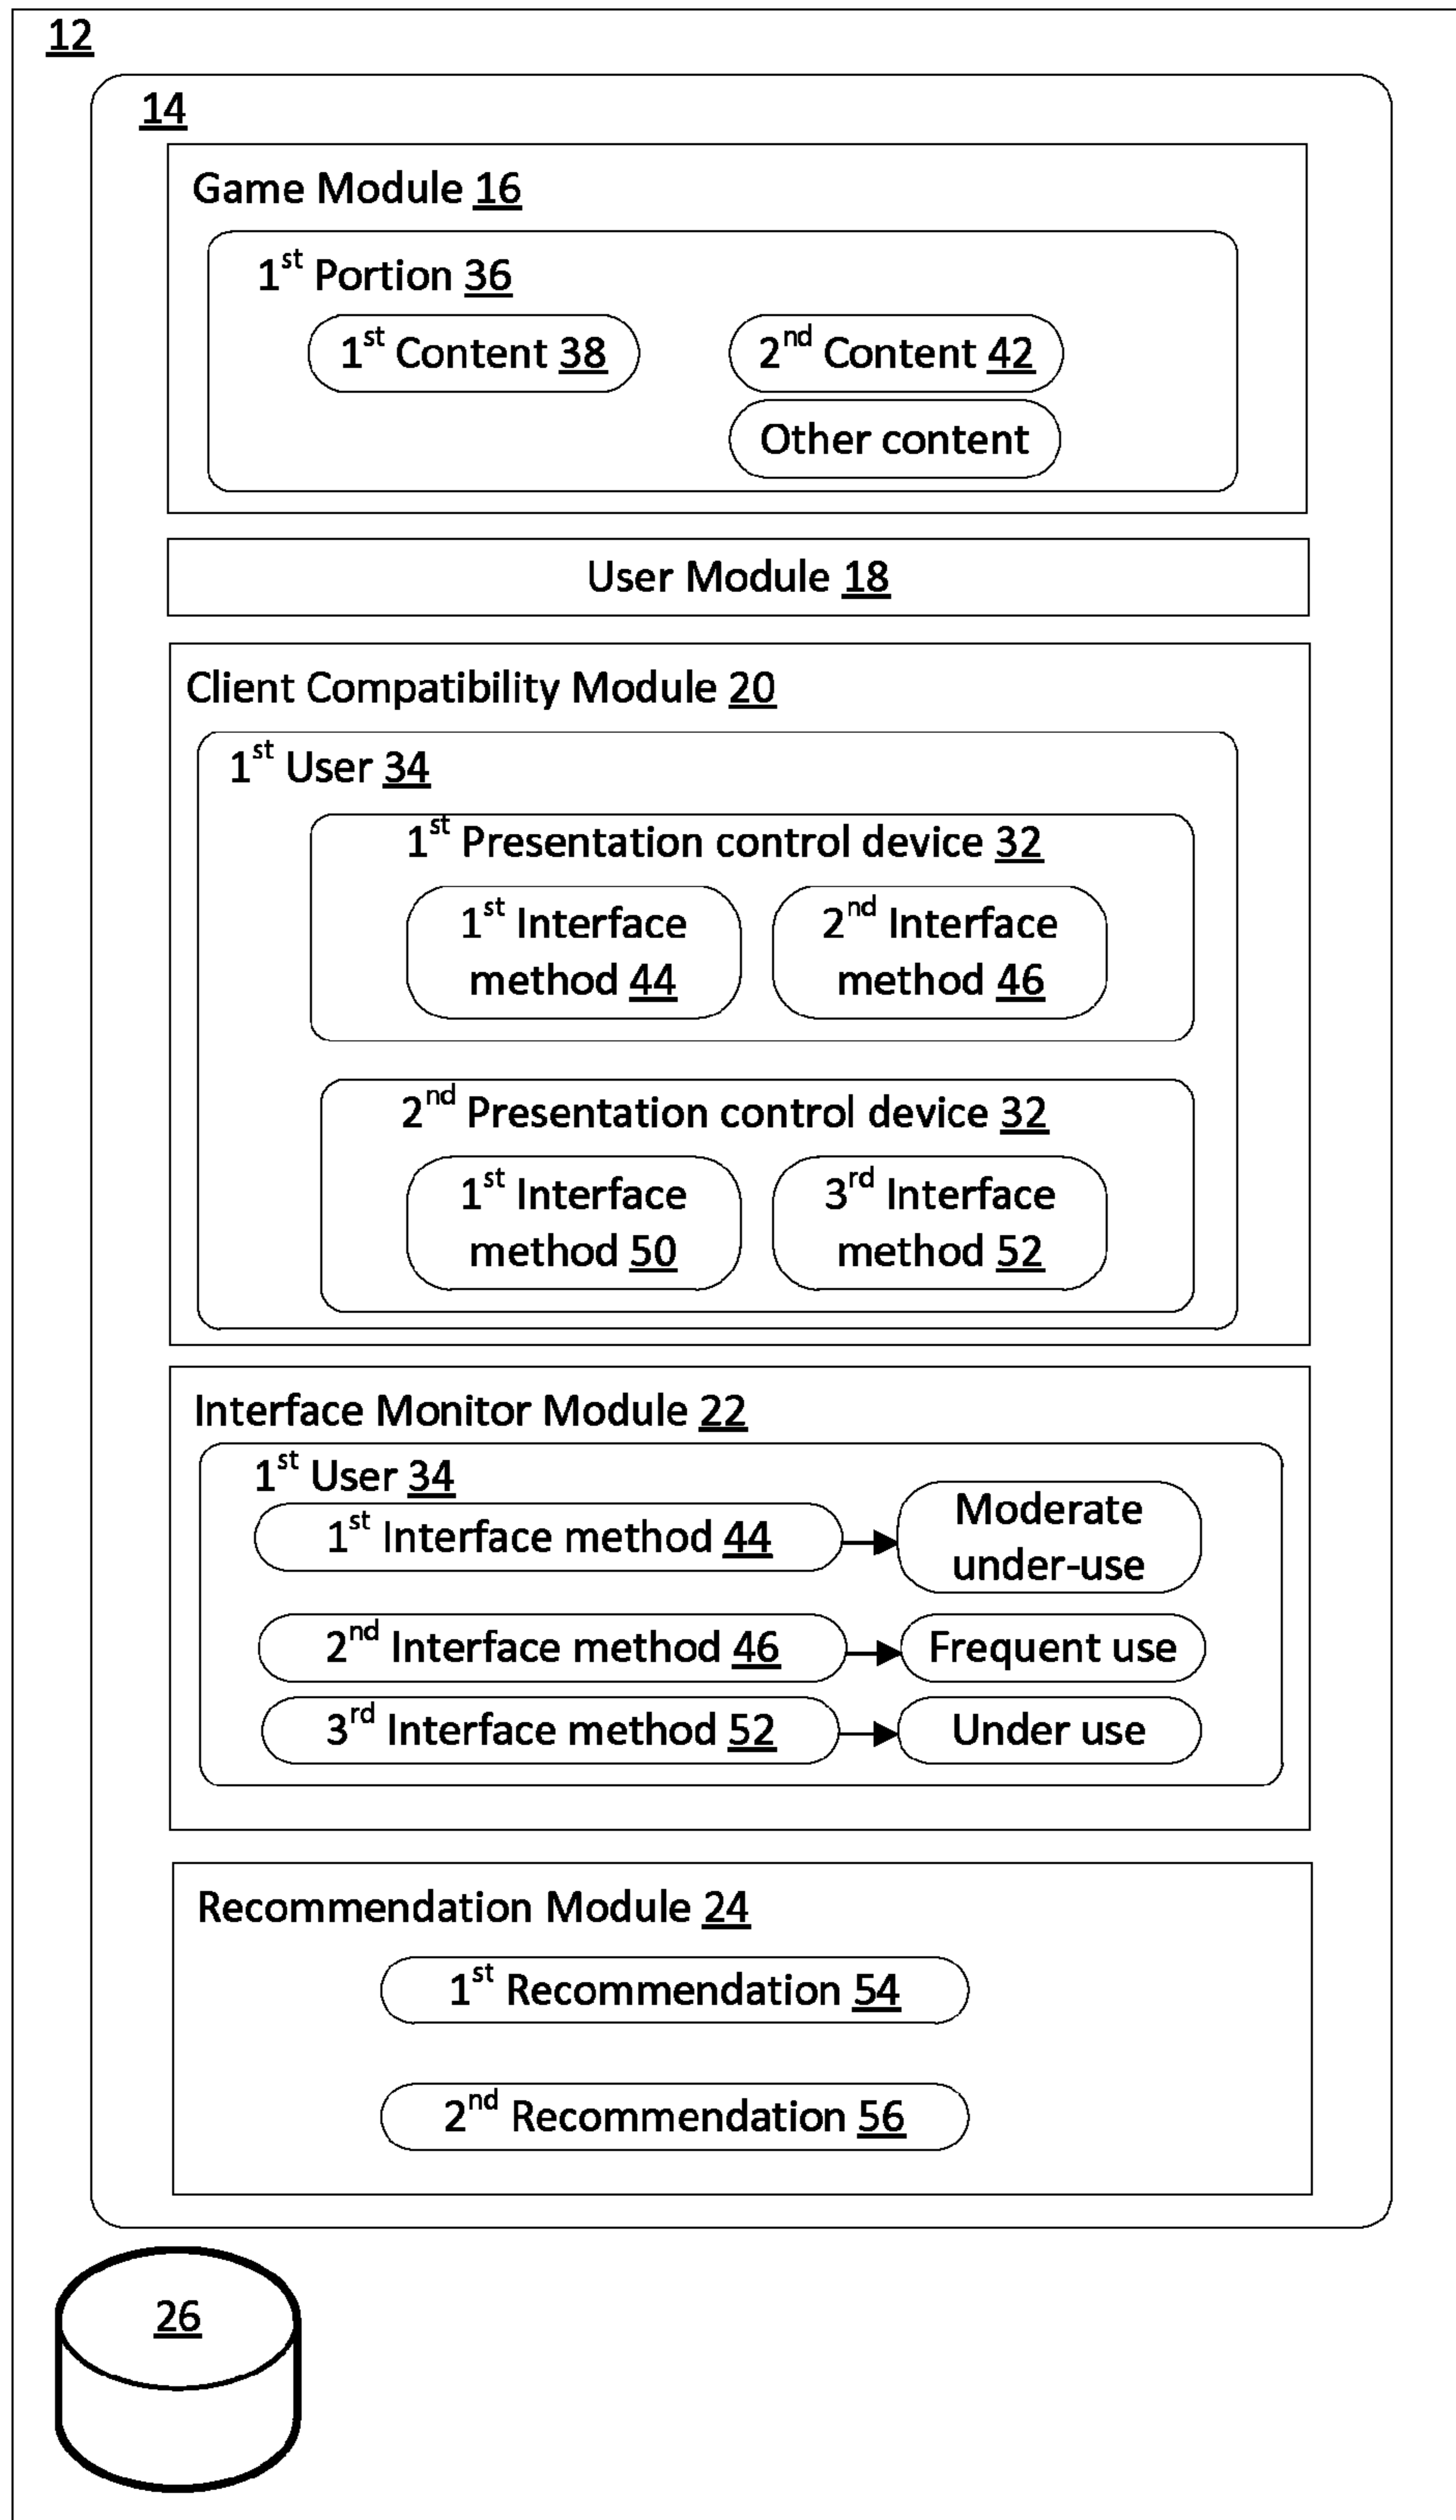 12
14
Game Module 16
1st Portion 36
1st Content 38
2nd Content 42
Other content
User Module 18
Client Compatibility Module 20
1st User 34
1st Presentation control device 32
1st Interface
method 44
2nd Interface
method 46
2nd Presentation control device 32
1st Interface
method 50
3rd Interface
method 52
Interface Monitor Module 22
1st User 34
1st Interface method 44
Moderate
under-use
2nd Interface method 46
Frequent use
3rd Interface method 52
Under use
Recommendation Module 24
1st Recommendation 54
2nd Recommendation 56
26